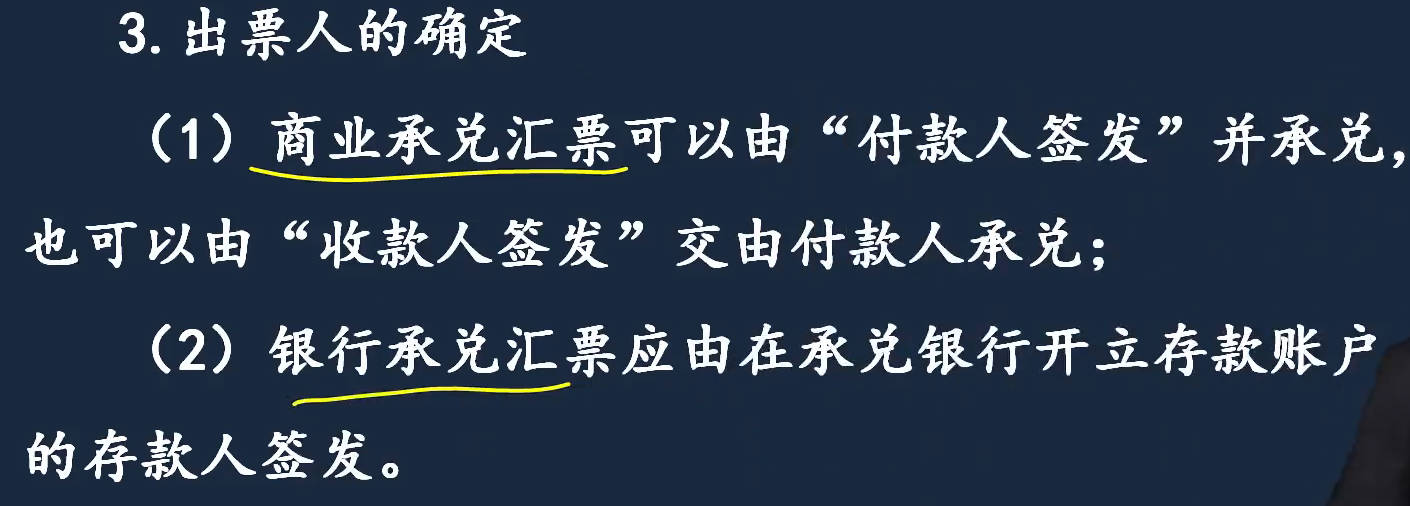 3. 出票人的确定
（1）商业承兑汇票可以由“付款人签发”并承兑，
也可以由“收款人签发”交由付款人承兑；
（2）银行承兑汇票应由在承兑银行开立存款账户
的存款人签发。